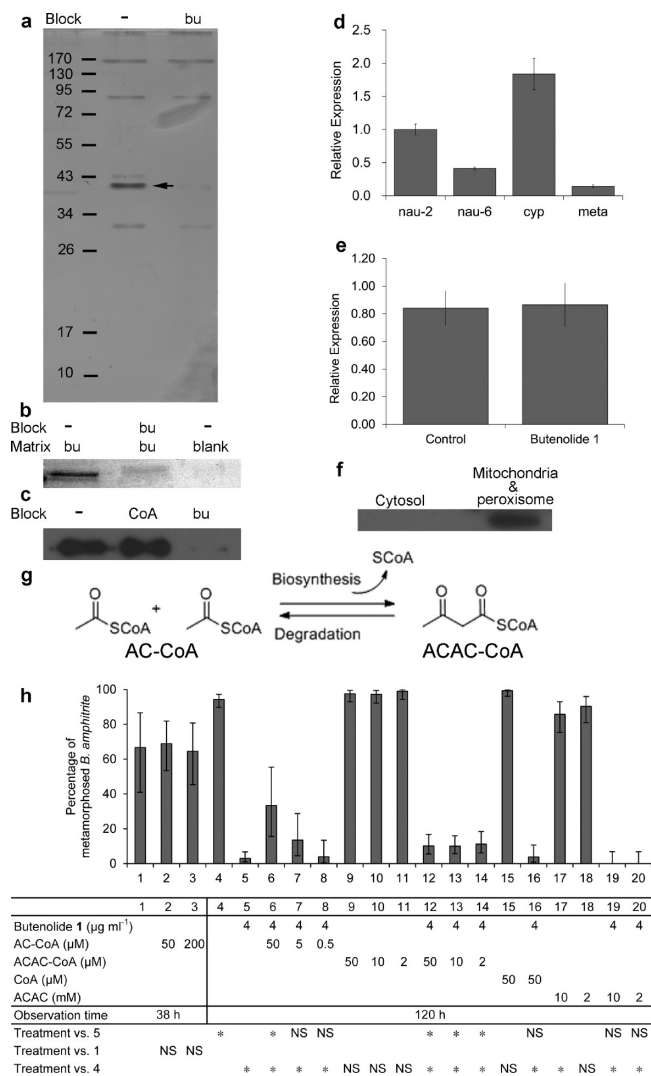 a
Block - bu
170
130
95
72
55
43
34
26
17
10
b
Block - bu -
Matrix bu bu blank
c
Block - CoA bu
d
Relative Expression
2.5
2.0
1.5
1.0
0.5
0.0
nau-2 nau-6 cyp meta
e
Relative Expression
1.20
1.00
0.80
0.60
0.40
0.20
0.00
Control Butenolide 1
f
Cytosol Mitochondria & peroxisome
g
O
SCoA
+
O
SCoA
AC-CoA
Biosynthesis SCoA
Degradation
O O
SCoA
ACAC-CoA
h
Percentage of
metamorphosed B. amphitrite
100
80
60
40
20
0
1 2 3 4 5 6 7 8 9 10 11 12 13 14 15 16 17 18 19 20
1 2 3 4 5 6 7 8 9 10 11 12 13 14 15 16 17 18 19 20
Butenolide 1 (µg ml-1) 4 4 4 4 4 4 4 4 4 4
AC-CoA (µM) 50 200 50 5 0.5
ACAC-CoA (µM) 50 10 2 50 10 2
CoA (µM) 50 50
ACAC (mM) 10 2 10 2
Observation time 38 h 120 h
Treatment vs. 5 * * NS NS * * * NS NS NS
Treatment vs. 1 NS NS
Treatment vs. 4 * * * * NS NS NS * * * NS * * NS * *